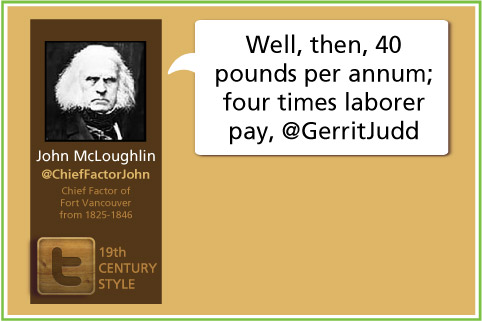 Well, then, 40
pounds per annum;
four times laborer
pay, @GerritJudd
John McLoughlin
@ChiefFactorJohn
Chief Factor of
Fort Vancouver
from 1825-1846
t
19th
CENTURY
STYLE